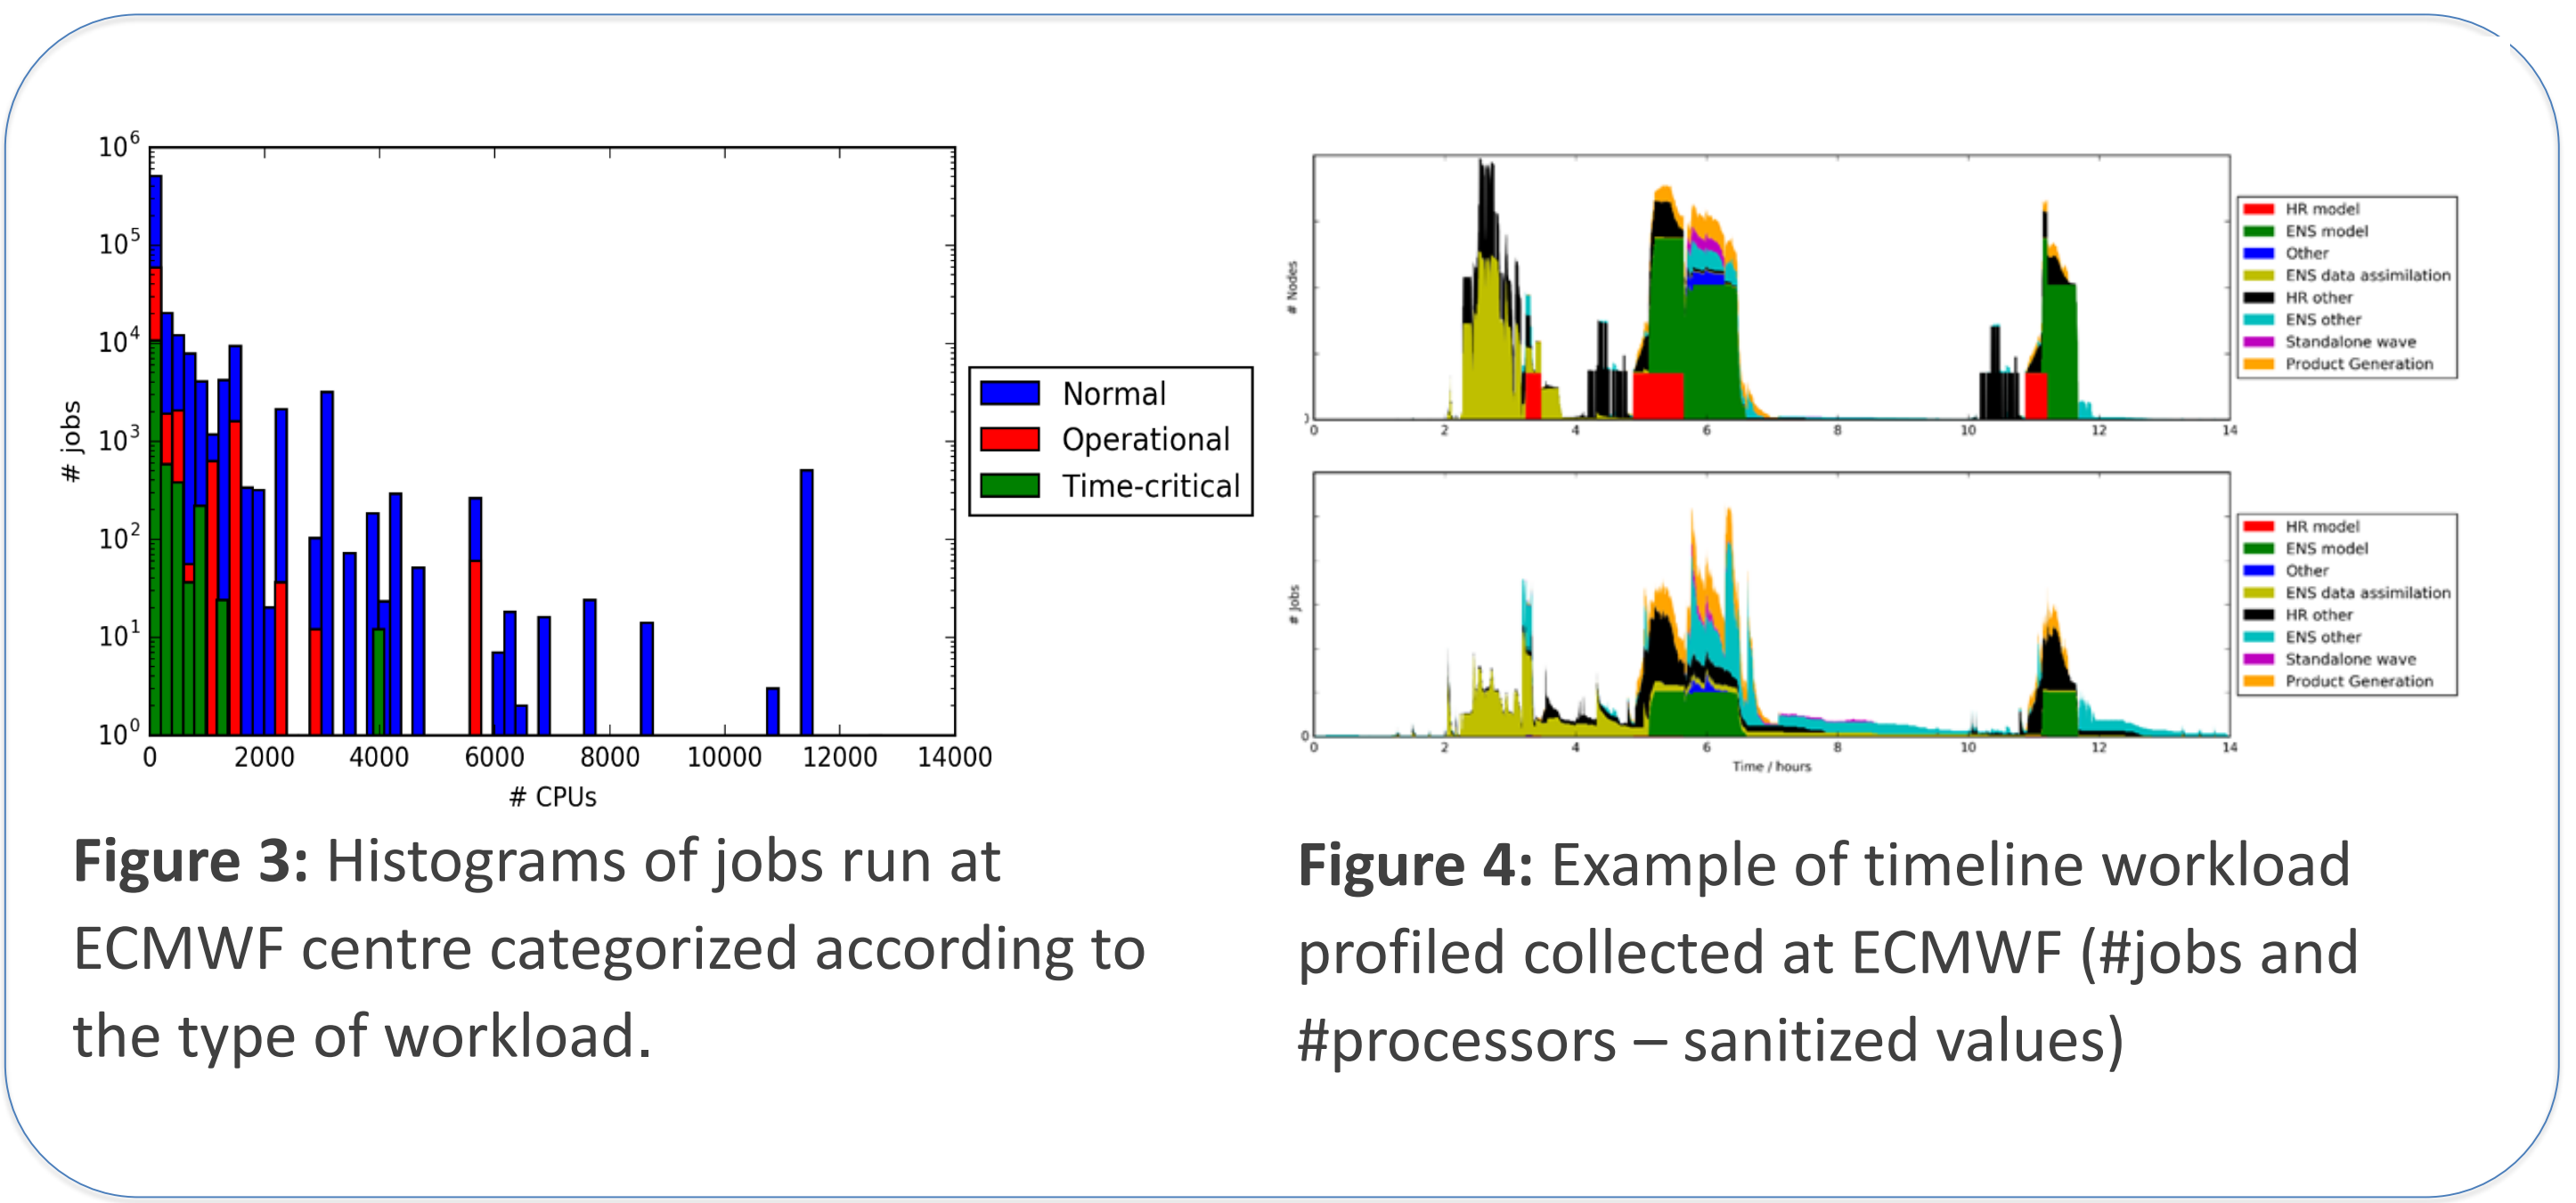 10^6
10^5
10^4
10^3
10^2
10^1
10^0
# jobs
0 2000 4000 6000 8000 10000 12000 14000
# CPUs
Normal
Operational
Time-critical
Figure 3: Histograms of jobs run at
ECMWF centre categorized according to
the type of workload.
# Nodes
0
0 2 4 6 8 10 12 14
HR model
ENS model
Other
ENS data assimilation
HR other
ENS other
Standalone wave
Product Generation
# Jobs
0
0 2 4 6 8 10 12 14
Time / hours
HR model
ENS model
Other
ENS data assimilation
HR other
ENS other
Standalone wave
Product Generation
Figure 4: Example of timeline workload
profiled collected at ECMWF (#jobs and
#processors – sanitized values)